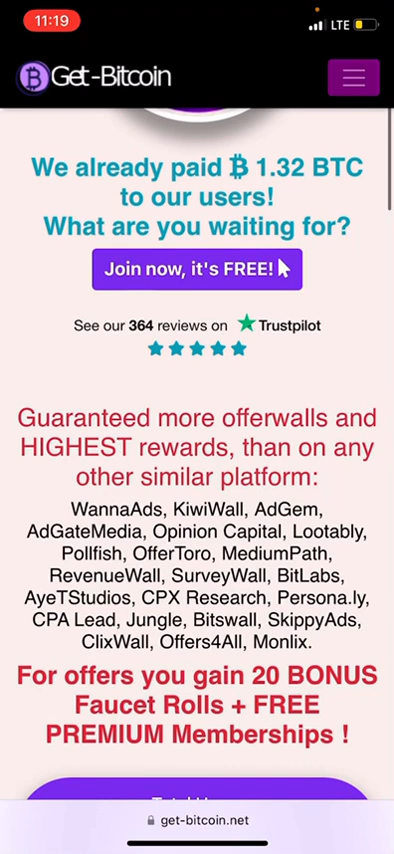 11:19
LTE
Get-Bitcoin
We already paid ₿ 1.32 BTC
to our users!
What are you waiting for?
Join now, it's FREE!
See our 364 reviews on Trustpilot
Guaranteed more offerwalls and
HIGHEST rewards, than on any
other similar platform:
WannaAds, KiwiWall, AdGem,
AdGateMedia, Opinion Capital, Lootably,
Pollfish, OfferToro, MediumPath,
RevenueWall, SurveyWall, BitLabs,
AyeTStudios, CPX Research, Persona.ly,
CPA Lead, Jungle, Bitswall, SkippyAds,
ClixWall, Offers4All, Monlix.
For offers you gain 20 BONUS
Faucet Rolls + FREE
PREMIUM Memberships !
get-bitcoin.net